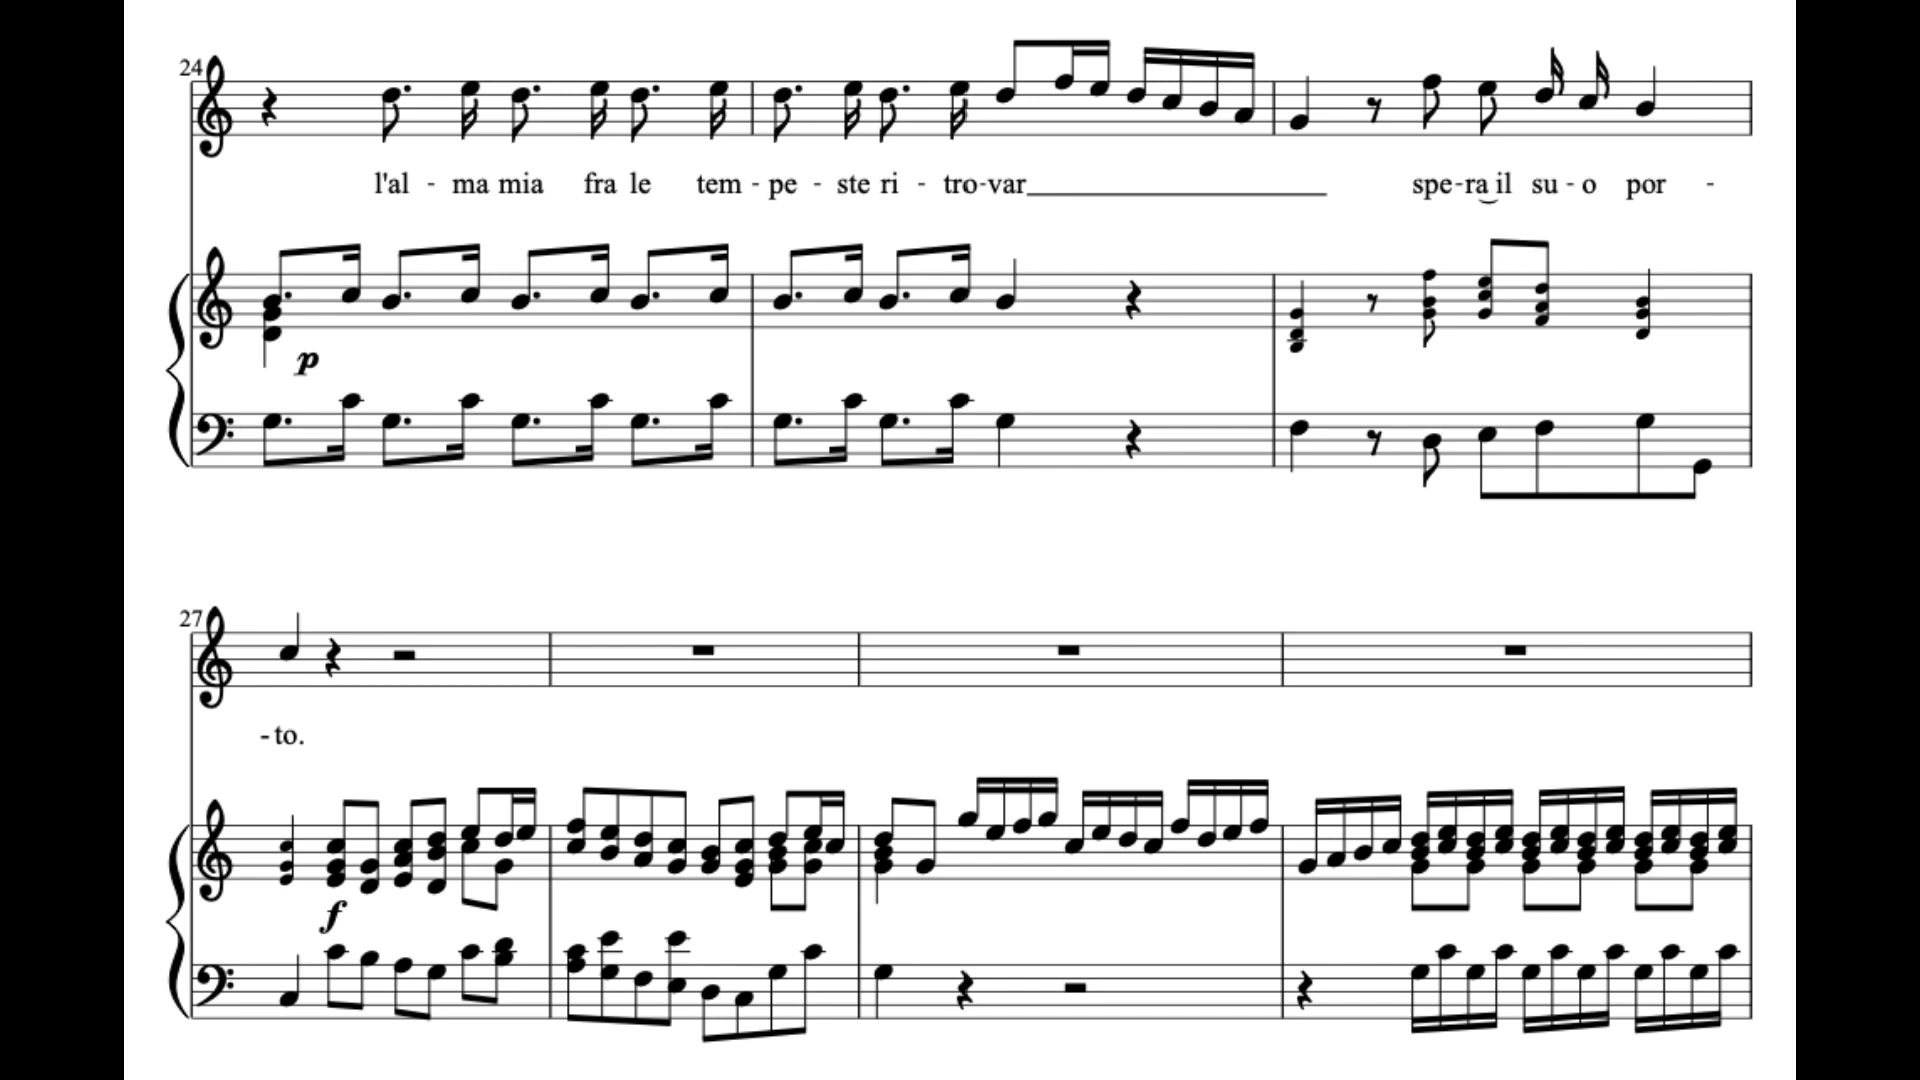 24
l'al - ma mia fra le tem - pe - ste ri - tro-var spe-ra il su - o por -
p
27
-to.
f